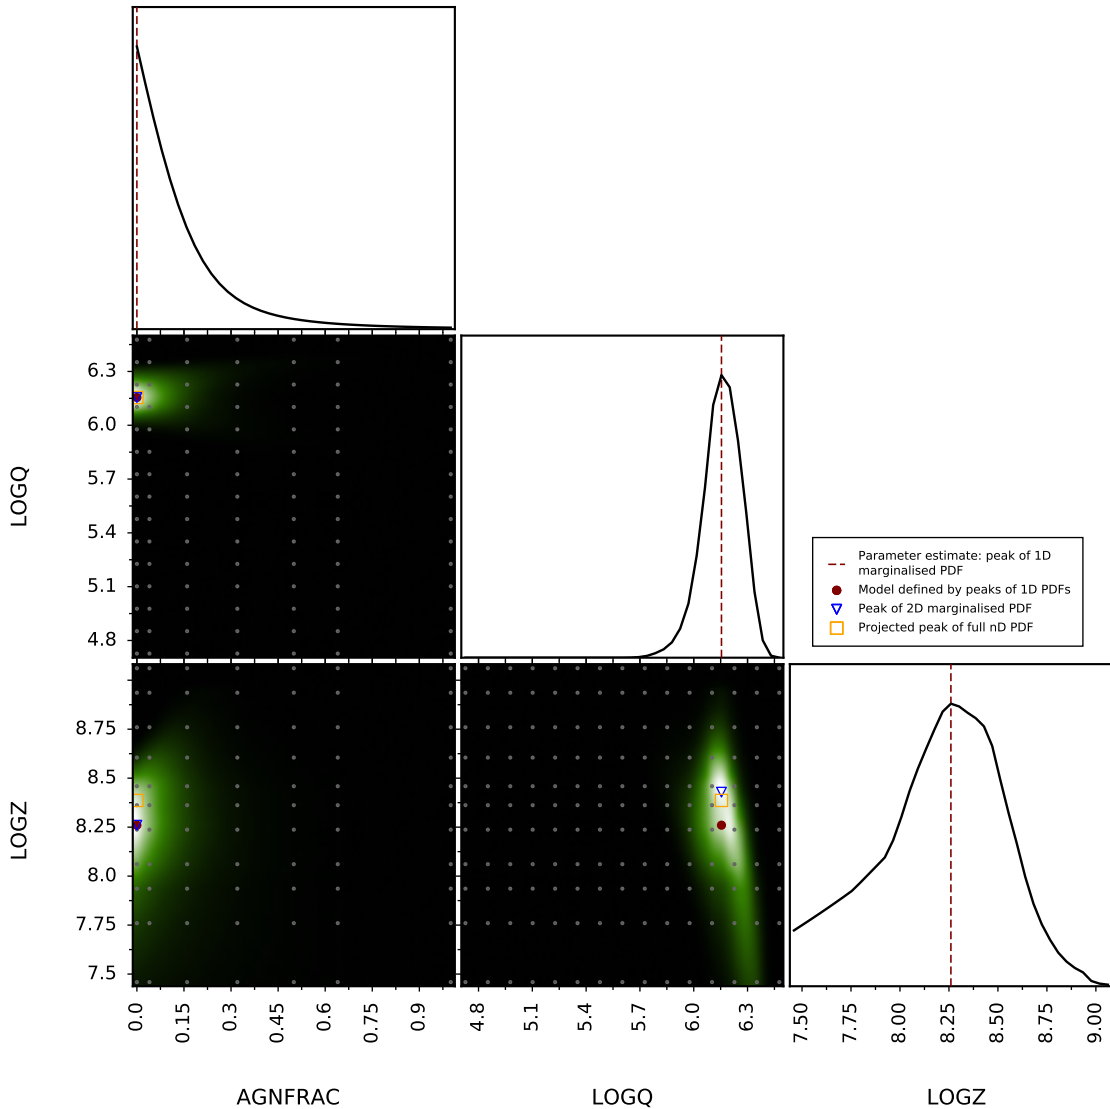 6.3
6.0
5.7
5.4
5.1
4.8
LOGQ
Parameter estimate: peak of 1D
marginalised PDF
Model defined by peaks of 1D PDFs
Peak of 2D marginalised PDF
Projected peak of full nD PDF
8.75
8.5
8.25
8.0
7.75
7.5
LOGZ
0.0 0.15 0.3 0.45 0.6 0.75 0.9
4.8 5.1 5.4 5.7 6.0 6.3
7.50 7.75 8.00 8.25 8.50 8.75 9.00
AGNFRAC
LOGQ
LOGZ